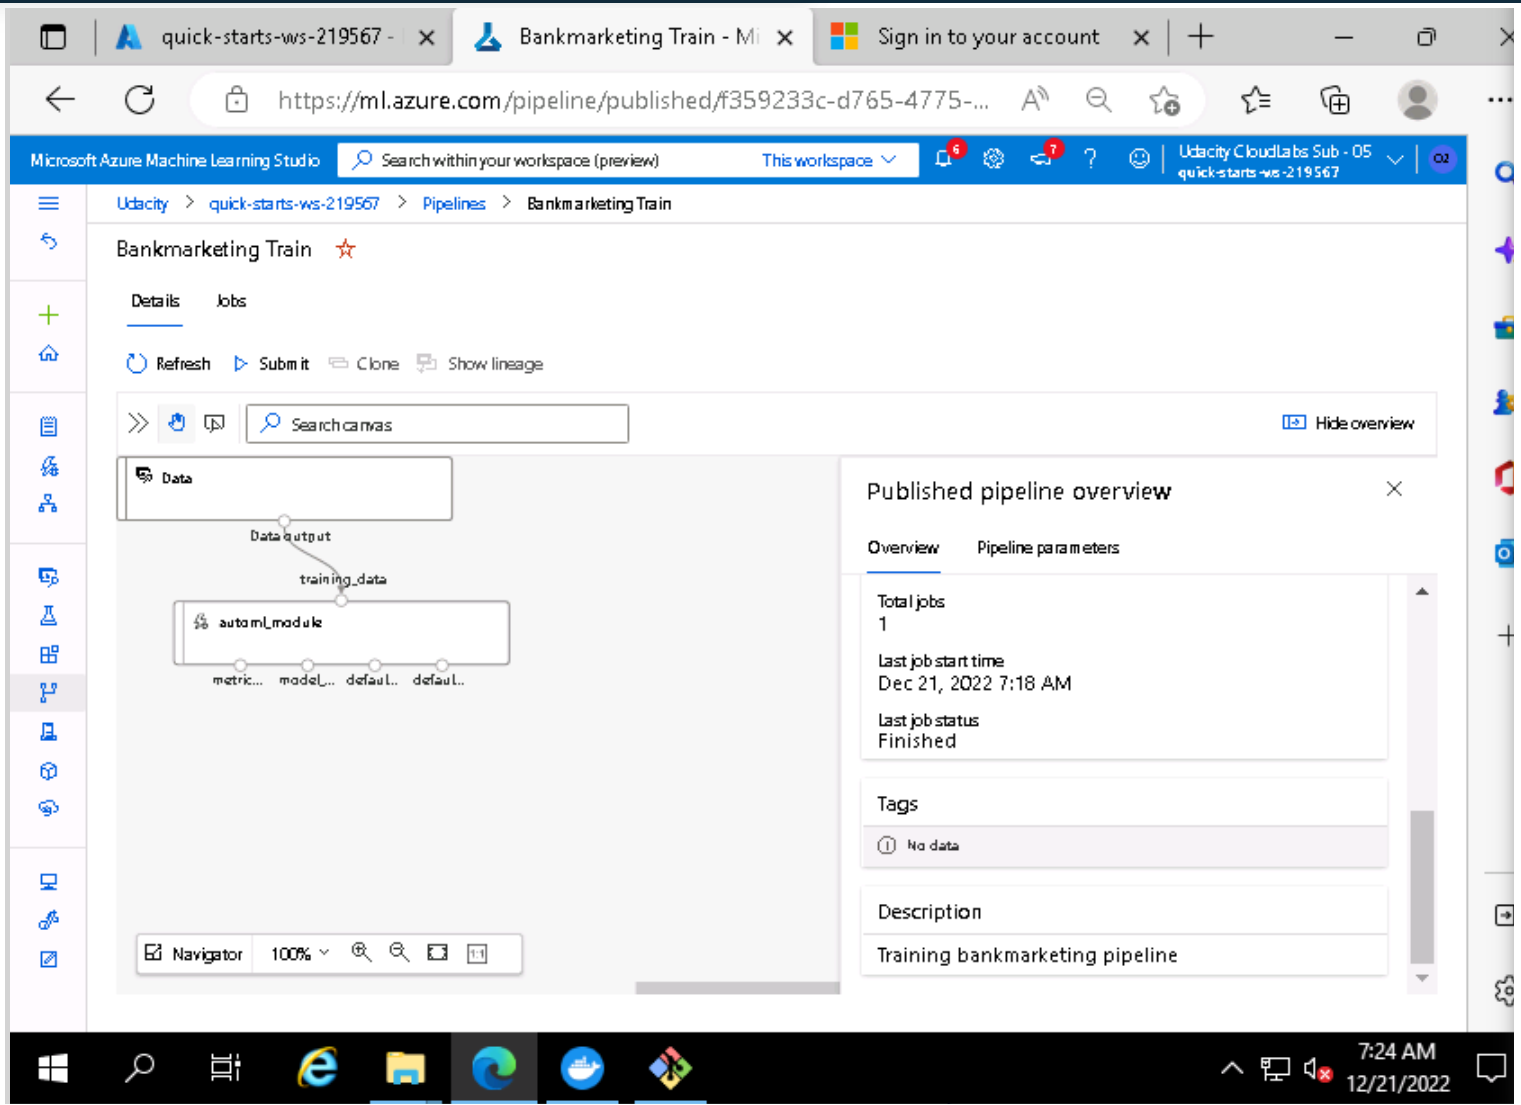 quick-starts-ws-219567 -
Bankmarketing Train - Mi
Sign in to your account
https://ml.azure.com/pipeline/published/f359233c-d765-4775-...
Microsoft Azure Machine Learning Studio
Search within your workspace (preview)
This workspace
6
7
?
Udacity CloudLabs Sub - 05
quick-starts-ws-219567
O2
Udacity > quick-starts-ws-219567 > Pipelines > Bankmarketing Train
Bankmarketing Train
Details Jobs
Refresh Submit Clone Show lineage
Search canvas
Hide overview
Data
Data output
training_data
automl_module
metric... model_... defaul... defaul...
Navigator 100% 1:1
Published pipeline overview
Overview Pipeline parameters
Total jobs
1
Last job start time
Dec 21, 2022 7:18 AM
Last job status
Finished
Tags
No data
Description
Training bankmarketing pipeline
7:24 AM
12/21/2022